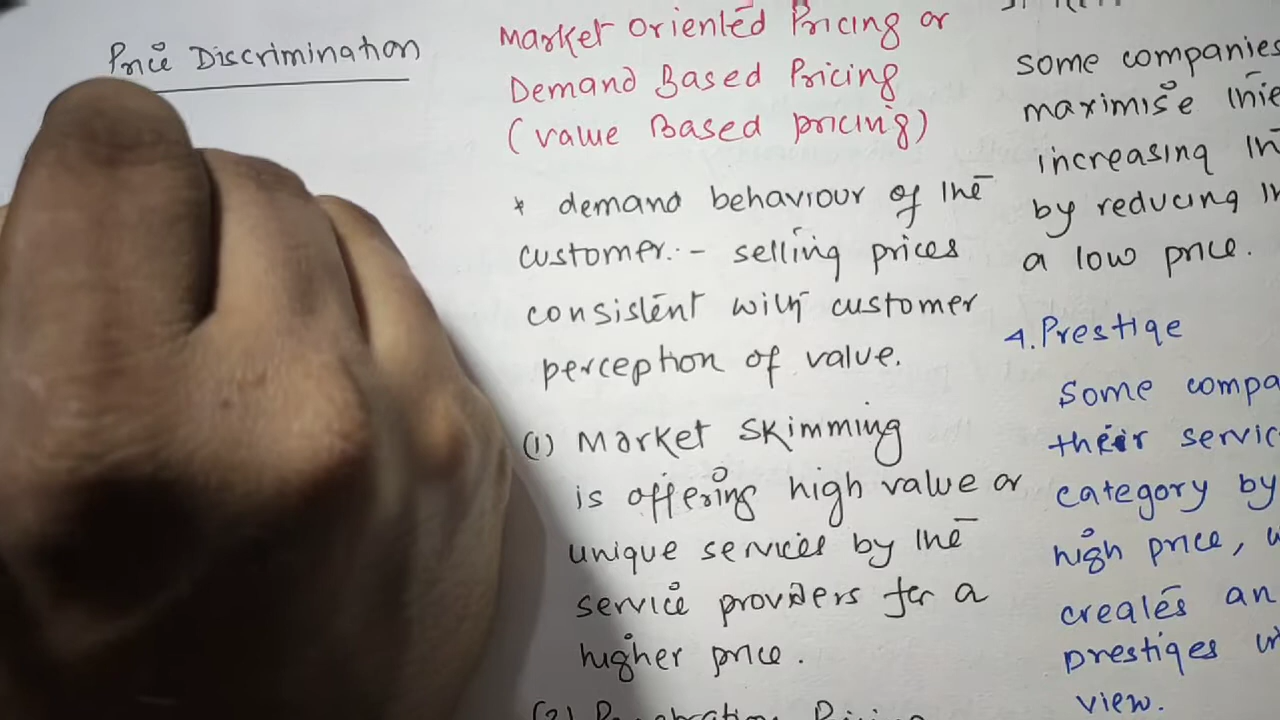 Price Discrimination
Market Oriented Pricing or
Demand Based Pricing
(value Based pricing)
* demand behaviour of the
customer. - selling prices
consistent with customer
perception of value.
(1) Market Skimming
is offering high value or
unique services by the
service providers for a
higher price.
some companies
maximise
increasing
by reducing
a low price.
4. Prestige
Some
their
category by
high price,
creates an
prestiges
view.